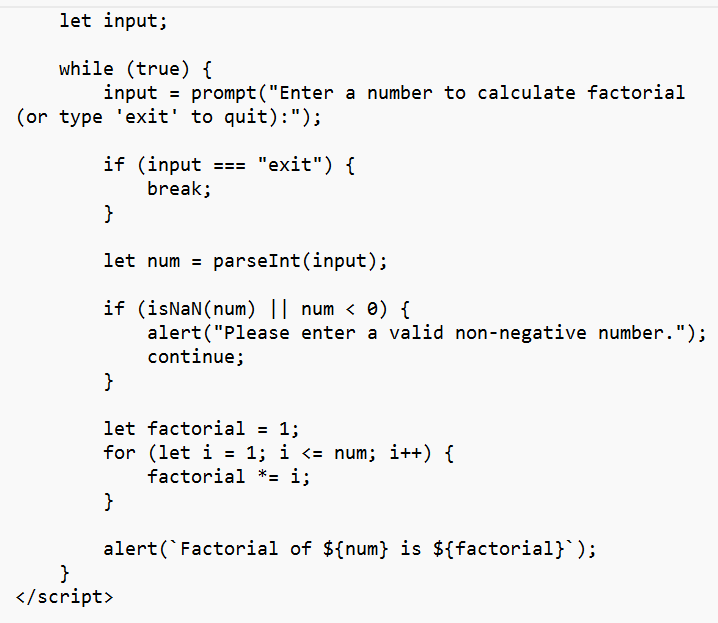 let input;
while (true) {
input = prompt("Enter a number to calculate factorial
(or type 'exit' to quit):");
if (input === "exit") {
break;
}
let num = parseInt(input);
if (isNaN(num) || num < 0) {
alert("Please enter a valid non-negative number.");
continue;
}
let factorial = 1;
for (let i = 1; i <= num; i++) {
factorial *= i;
}
alert(`Factorial of ${num} is ${factorial}`);
}
</script>